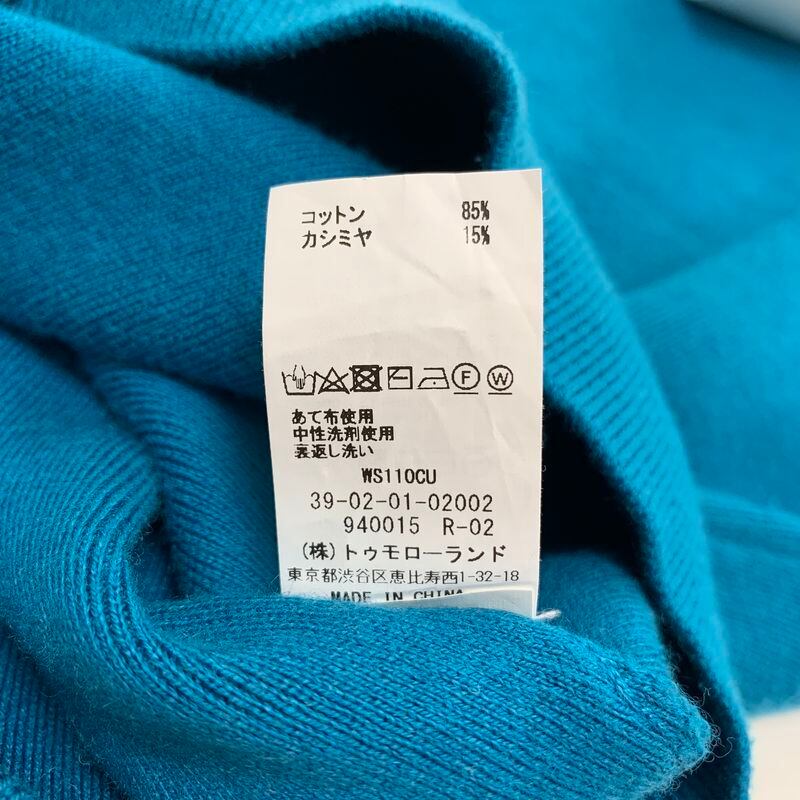 コットン 85%
カシミヤ 15%
F W
あて布使用
中性洗剤使用
裏返し洗い
WS110CU
39-02-01-02002
940015 R-02
(株)トゥモローランド
東京都渋谷区恵比寿西1-32-18
MADE IN CHINA